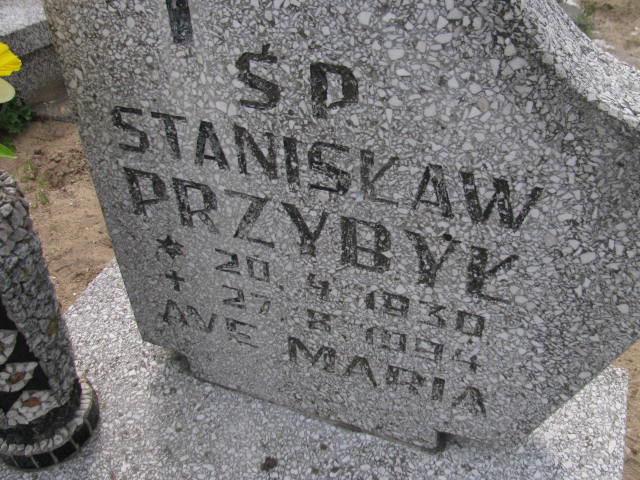 ŚP
STANISŁAW
PRZYBYŁ
* 20.4.1930
+ 27.8.1994
AVE MARIA